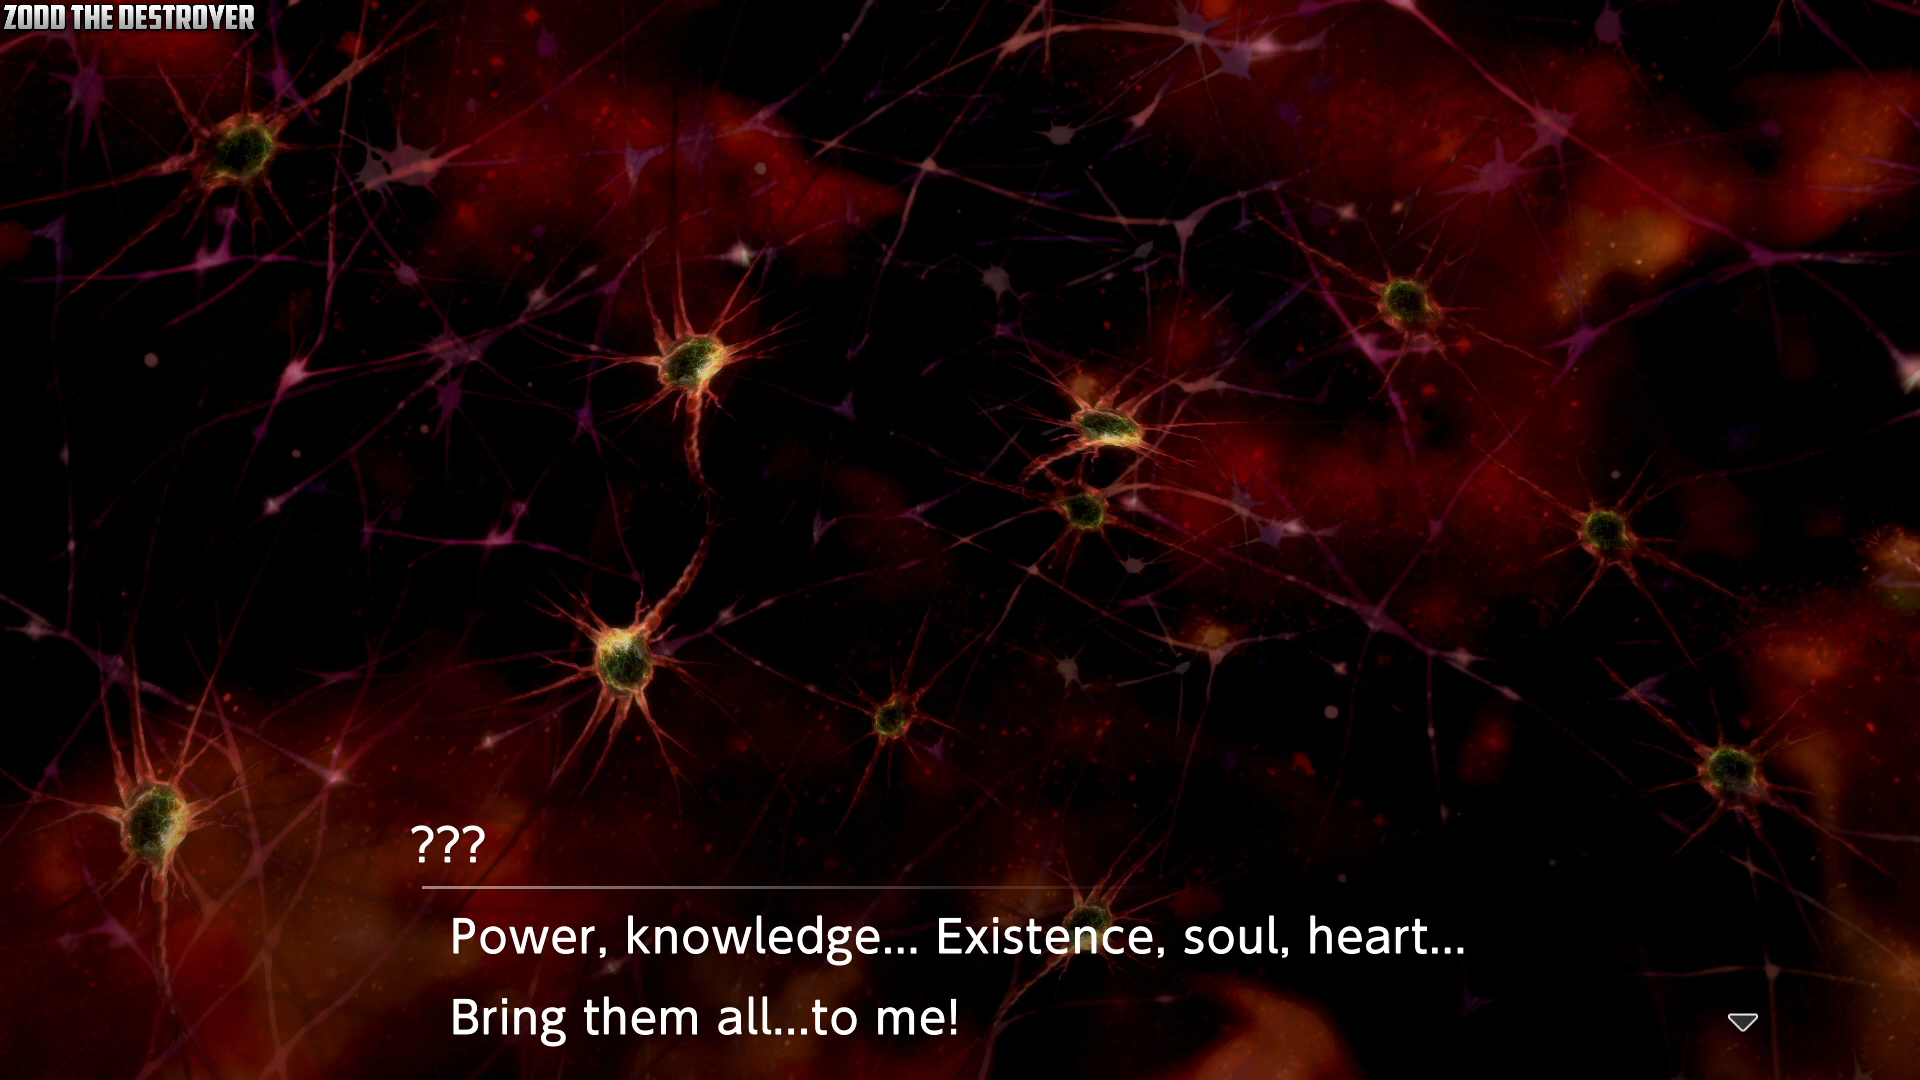 ZODD THE DESTROYER
???
Power, knowledge... Existence, soul, heart...
Bring them all...to me!